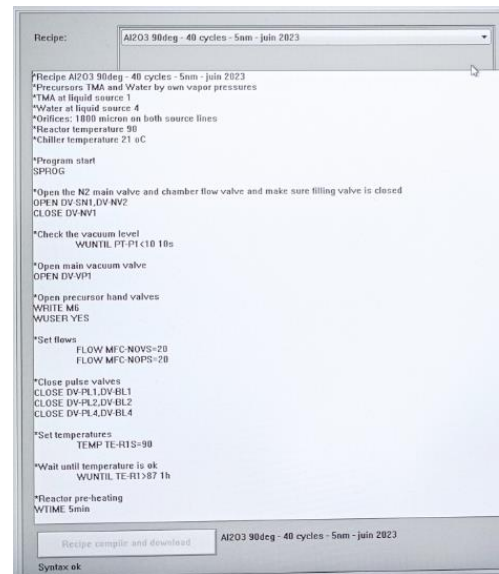 Recipe:
Al2O3 90deg - 40 cycles - 5nm - juin 2023
*Recipe Al2O3 90deg - 40 cycles - 5nm - juin 2023
*Precursors TMA and Water by own vapor pressures
*TMA at liquid source 1
*Water at liquid source 4
*Orifices: 1800 micron on both source lines
*Reactor temperature 90
*Chiller temperature 21 oC
*Program start
SPROG
*Open the N2 main valve and chamber flow valve and make sure filling valve is closed
OPEN DV-SN1,DV-NV2
CLOSE DV-NV1
*Check the vacuum level
WUNTIL PT-P1<10 10s
*Open main vacuum valve
OPEN DV-VP1
*Open precursor hand valves
WRITE M6
WUSER YES
*Set flows
FLOW MFC-NOVS=20
FLOW MFC-NOPS=20
*Close pulse valves
CLOSE DV-PL1,DV-BL1
CLOSE DV-PL2,DV-BL2
CLOSE DV-PL4,DV-BL4
*Set temperatures
TEMP TE-R1S=90
*Wait until temperature is ok
WUNTIL TE-R1>87 1h
*Reactor pre-heating
WTIME 5min
Recipe compile and download
Al2O3 90deg - 40 cycles - 5nm - juin 2023
Syntax ok